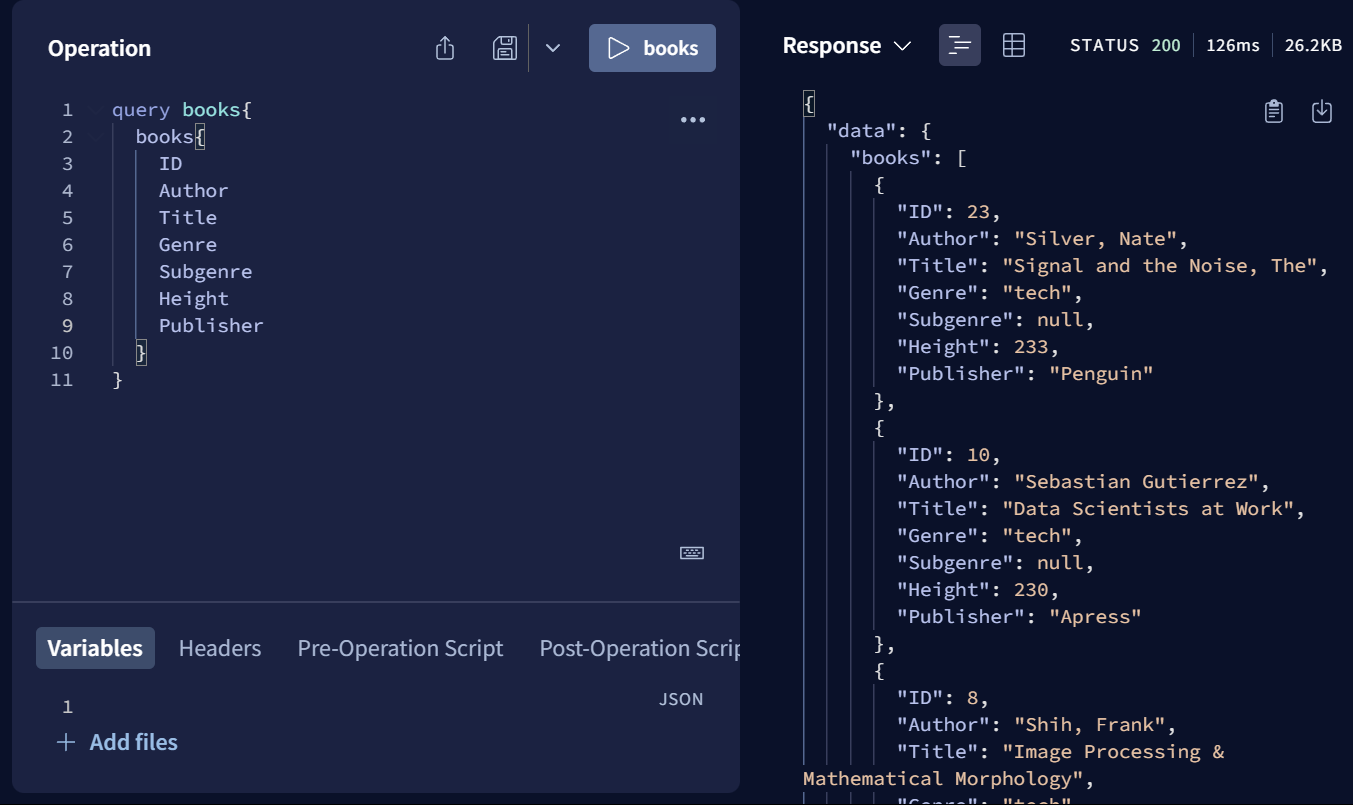 Operation
books
1 query books{
2 books{
3 ID
4 Author
5 Title
6 Genre
7 Subgenre
8 Height
9 Publisher
10 }
11 }
Variables Headers Pre-Operation Script Post-Operation Scrip
1
JSON
Add files
Response STATUS 200 126ms 26.2KB
{
"data": {
"books": [
{
"ID": 23,
"Author": "Silver, Nate",
"Title": "Signal and the Noise, The",
"Genre": "tech",
"Subgenre": null,
"Height": 233,
"Publisher": "Penguin"
},
{
"ID": 10,
"Author": "Sebastian Gutierrez",
"Title": "Data Scientists at Work",
"Genre": "tech",
"Subgenre": null,
"Height": 230,
"Publisher": "Apress"
},
{
"ID": 8,
"Author": "Shih, Frank",
"Title": "Image Processing &
Mathematical Morphology",
"Genre": "tech"